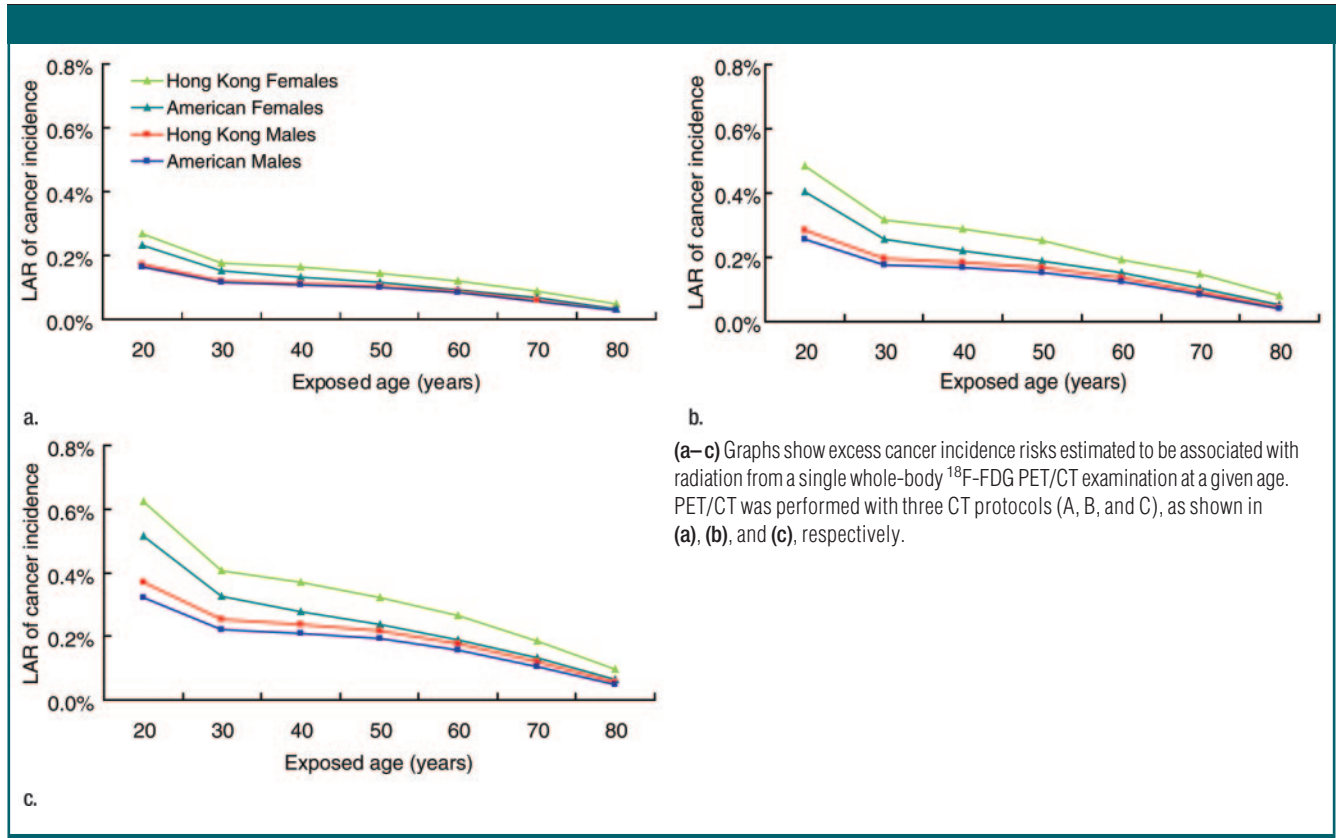 0.8%
0.6%
0.4%
0.2%
0.0%
LAR of cancer incidence
Hong Kong Females
American Females
Hong Kong Males
American Males
20 30 40 50 60 70 80
Exposed age (years)
a.
0.8%
0.6%
0.4%
0.2%
0.0%
LAR of cancer incidence
20 30 40 50 60 70 80
Exposed age (years)
b.
(a–c) Graphs show excess cancer incidence risks estimated to be associated with
radiation from a single whole-body 18F-FDG PET/CT examination at a given age.
PET/CT was performed with three CT protocols (A, B, and C), as shown in
(a), (b), and (c), respectively.
0.8%
0.6%
0.4%
0.2%
0.0%
LAR of cancer incidence
20 30 40 50 60 70 80
Exposed age (years)
c.